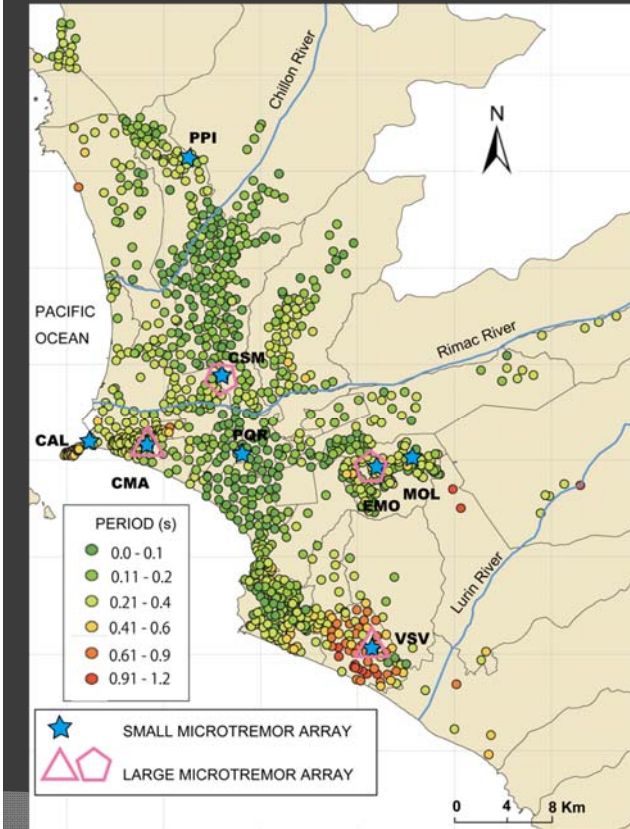 N
Chillon River
PPI
PACIFIC
OCEAN
Rimac River
CSM
CAL
PQR
CMA
EMO
MOL
Lurin River
VSV
PERIOD (s)
0.0 - 0.1
0.11 - 0.2
0.21 - 0.4
0.41 - 0.6
0.61 - 0.9
0.91 - 1.2
SMALL MICROTREMOR ARRAY
LARGE MICROTREMOR ARRAY
0 4 8 Km